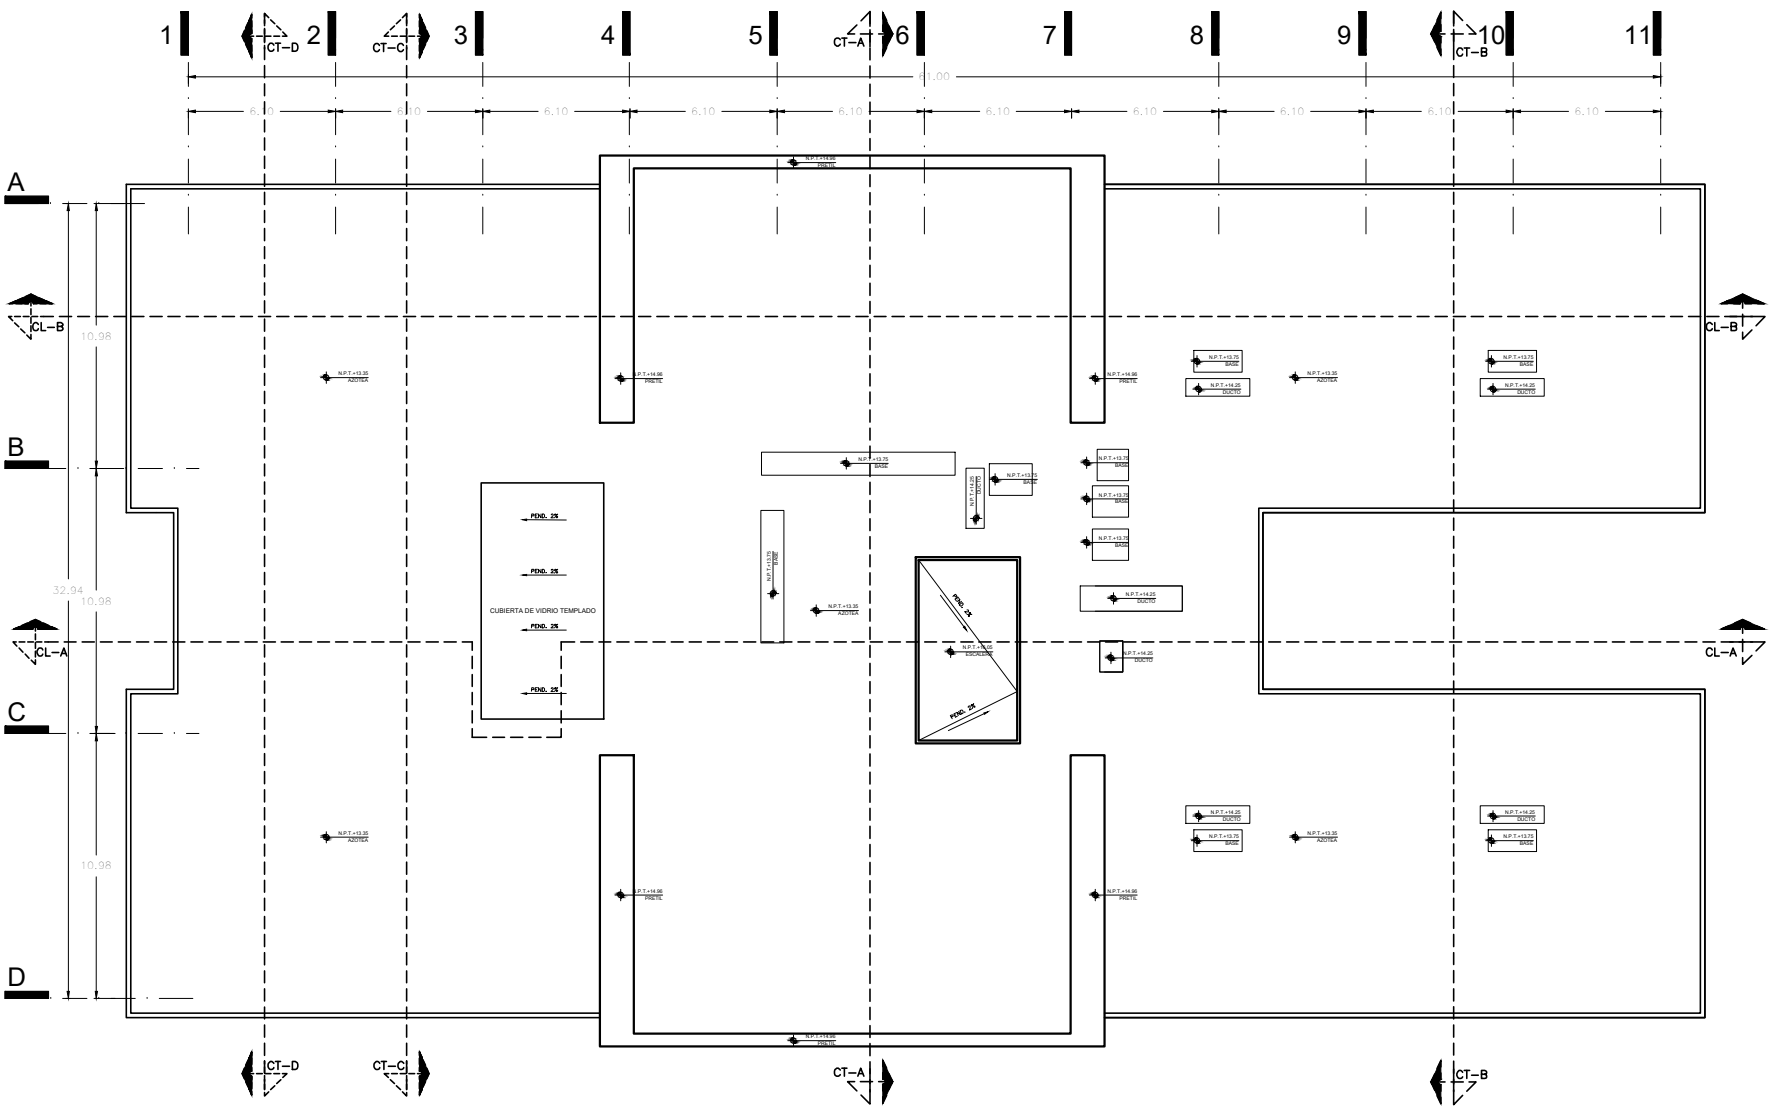 1
CT-D
2
CT-C
3
4
5
CT-A
6
7
8
9
CT-B
10
11
61.00
6.10
6.10
6.10
6.10
6.10
6.10
6.10
6.10
6.10
6.10
N.P.T.+14.96
PRETIL
A
CL-B
CL-B
10.98
N.P.T.+13.35
AZOTEA
N.P.T.+14.96
PRETIL
N.P.T.+14.96
PRETIL
N.P.T.+13.75
BASE
N.P.T.+14.25
DUCTO
N.P.T.+13.35
AZOTEA
N.P.T.+13.75
BASE
N.P.T.+14.25
DUCTO
B
N.P.T.+13.75
BASE
N.P.T.+14.25
DUCTO
N.P.T.+13.75
BASE
N.P.T.+13.75
BASE
N.P.T.+13.75
BASE
N.P.T.+13.75
BASE
PEND. 2%
PEND. 2%
CUBIERTA DE VIDRIO TEMPLADO
PEND. 2%
PEND. 2%
N.P.T.+13.75
BASE
N.P.T.+13.35
AZOTEA
PEND. 2%
ESCALERA
PEND. 2%
N.P.T.+14.25
DUCTO
N.P.T.+14.25
DUCTO
32.94
10.98
CL-A
CL-A
C
N.P.T.+13.35
AZOTEA
N.P.T.+14.25
DUCTO
N.P.T.+13.75
BASE
N.P.T.+13.35
AZOTEA
N.P.T.+14.25
DUCTO
N.P.T.+13.75
BASE
10.98
N.P.T.+14.96
PRETIL
N.P.T.+14.96
PRETIL
D
N.P.T.+14.96
PRETIL
CT-D
CT-C
CT-A
CT-B